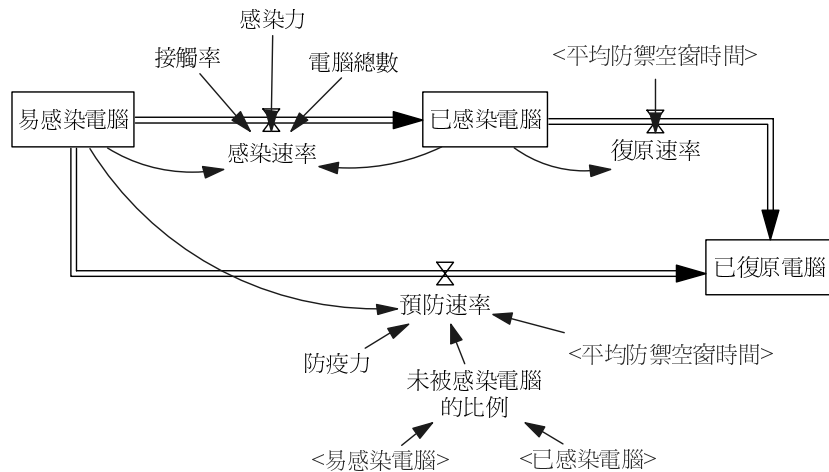 感染力
接觸率
電腦總數
<平均防禦空窗時間>
易感染電腦
已感染電腦
感染速率
復原速率
已復原電腦
預防速率
防疫力
<平均防禦空窗時間>
未被感染電腦
的比例
<易感染電腦>
<已感染電腦>